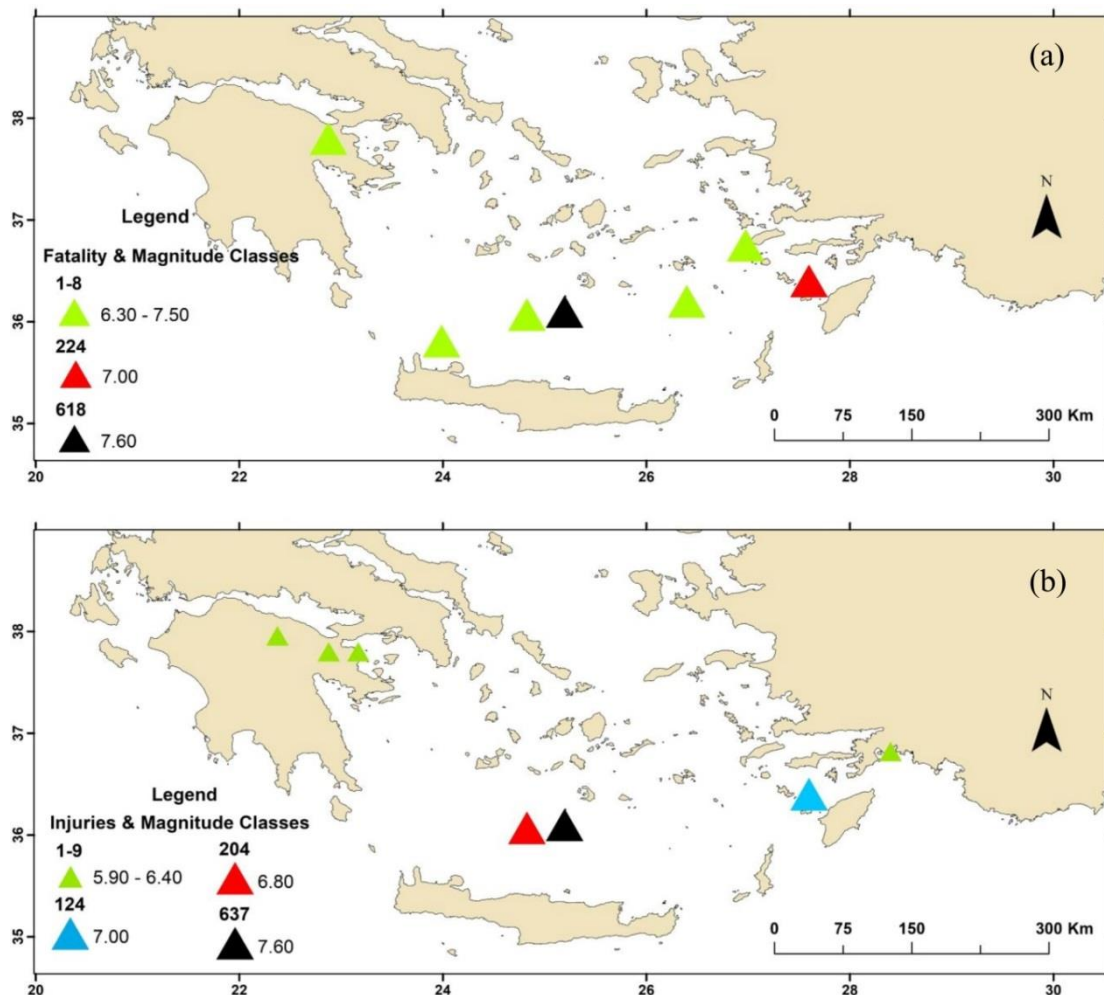 (a)
38
37
36
35
N
Legend
Fatality & Magnitude Classes
1-8
6.30 - 7.50
224
7.00
618
7.60
0 75 150 300 Km
20 22 24 26 28 30
(b)
38
37
36
35
N
Legend
Injuries & Magnitude Classes
1-9 204
5.90 - 6.40 6.80
124 637
7.00 7.60
0 75 150 300 Km
20 22 24 26 28 30